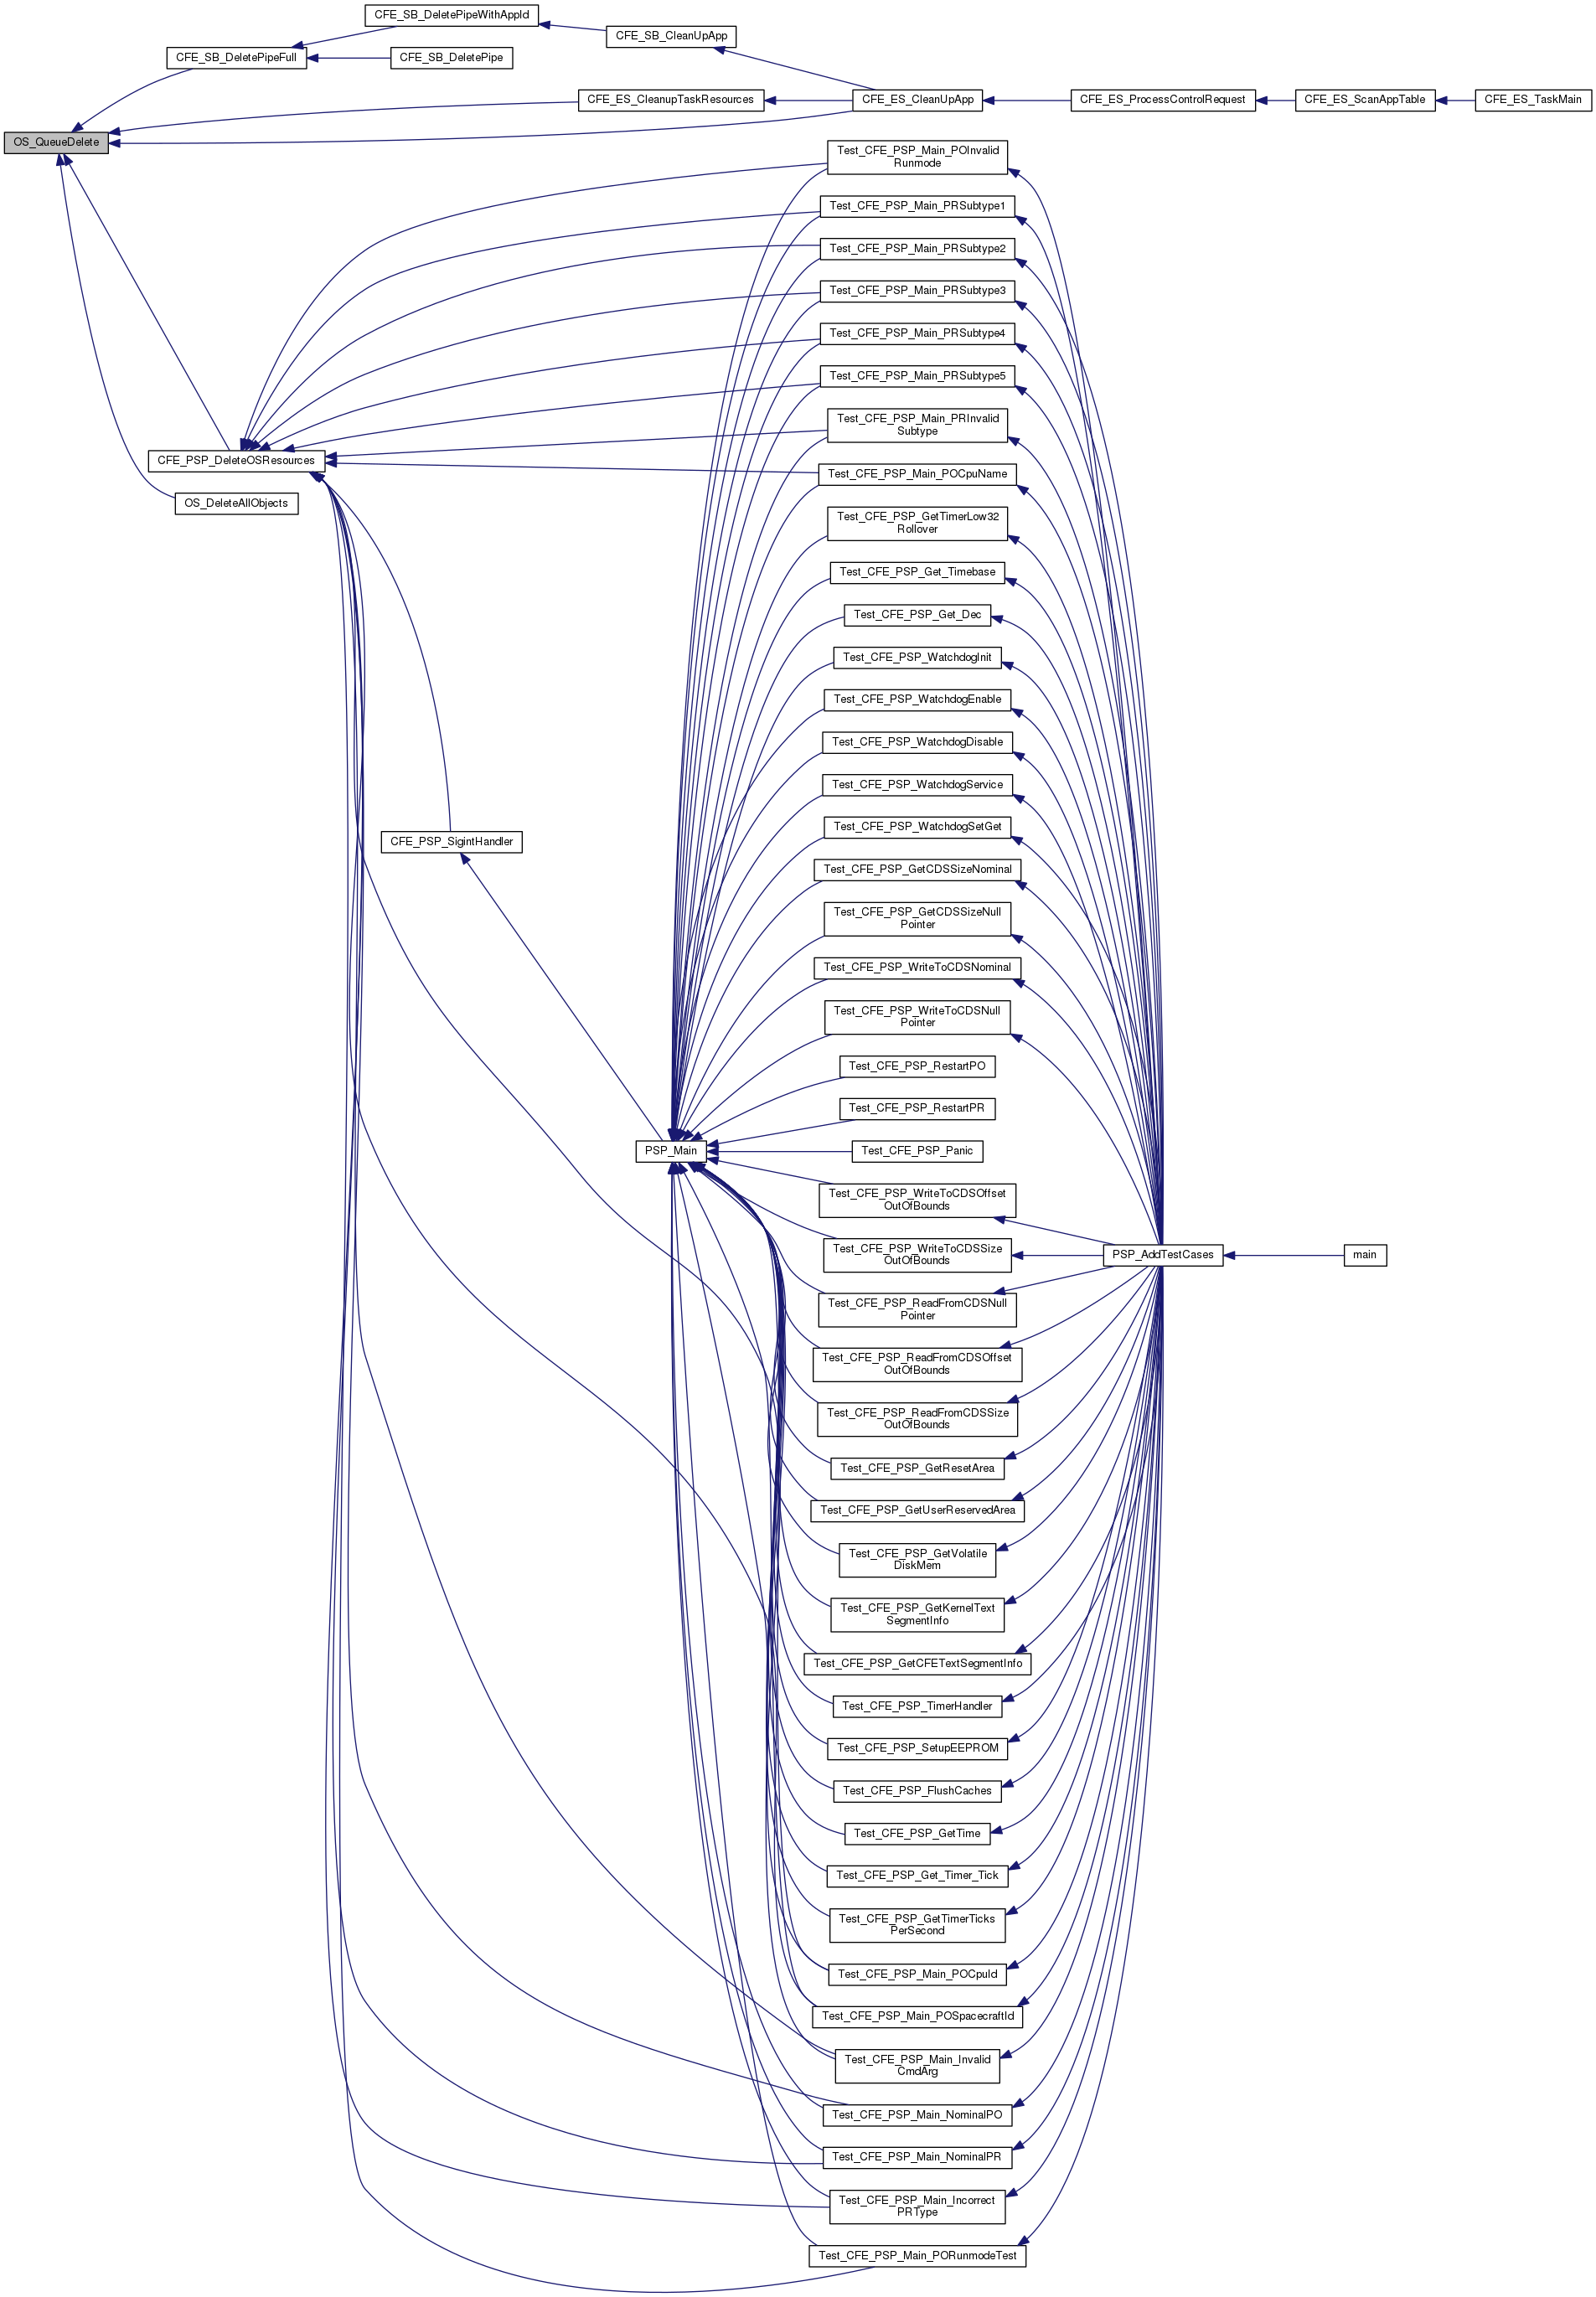 CFE_SB_DeletePipeWithAppId
CFE_SB_CleanUpApp
CFE_SB_DeletePipeFull
CFE_SB_DeletePipe
CFE_ES_CleanupTaskResources
CFE_ES_CleanUpApp
CFE_ES_ProcessControlRequest
CFE_ES_ScanAppTable
CFE_ES_TaskMain
OS_QueueDelete
Test_CFE_PSP_Main_POInvalid
Runmode
Test_CFE_PSP_Main_PRSubtype1
Test_CFE_PSP_Main_PRSubtype2
Test_CFE_PSP_Main_PRSubtype3
Test_CFE_PSP_Main_PRSubtype4
Test_CFE_PSP_Main_PRSubtype5
Test_CFE_PSP_Main_PRInvalid
Subtype
CFE_PSP_DeleteOSResources
Test_CFE_PSP_Main_POCpuName
OS_DeleteAllObjects
Test_CFE_PSP_GetTimerLow32
Rollover
Test_CFE_PSP_Get_Timebase
Test_CFE_PSP_Get_Dec
Test_CFE_PSP_WatchdogInit
Test_CFE_PSP_WatchdogEnable
Test_CFE_PSP_WatchdogDisable
Test_CFE_PSP_WatchdogService
Test_CFE_PSP_WatchdogSetGet
CFE_PSP_SigintHandler
Test_CFE_PSP_GetCDSSizeNominal
Test_CFE_PSP_GetCDSSizeNull
Pointer
Test_CFE_PSP_WriteToCDSNominal
Test_CFE_PSP_WriteToCDSNull
Pointer
Test_CFE_PSP_RestartPO
Test_CFE_PSP_RestartPR
PSP_Main
Test_CFE_PSP_Panic
Test_CFE_PSP_WriteToCDSOffset
OutOfBounds
Test_CFE_PSP_WriteToCDSSize
OutOfBounds
PSP_AddTestCases
main
Test_CFE_PSP_ReadFromCDSNull
Pointer
Test_CFE_PSP_ReadFromCDSOffset
OutOfBounds
Test_CFE_PSP_ReadFromCDSSize
OutOfBounds
Test_CFE_PSP_GetResetArea
Test_CFE_PSP_GetUserReservedArea
Test_CFE_PSP_GetVolatile
DiskMem
Test_CFE_PSP_GetKernelText
SegmentInfo
Test_CFE_PSP_GetCFETextSegmentInfo
Test_CFE_PSP_TimerHandler
Test_CFE_PSP_SetupEEPROM
Test_CFE_PSP_FlushCaches
Test_CFE_PSP_GetTime
Test_CFE_PSP_Get_Timer_Tick
Test_CFE_PSP_GetTimerTicks
PerSecond
Test_CFE_PSP_Main_POCpuId
Test_CFE_PSP_Main_POSpacecraftId
Test_CFE_PSP_Main_Invalid
CmdArg
Test_CFE_PSP_Main_NominalPO
Test_CFE_PSP_Main_NominalPR
Test_CFE_PSP_Main_Incorrect
PRType
Test_CFE_PSP_Main_PORunmodeTest